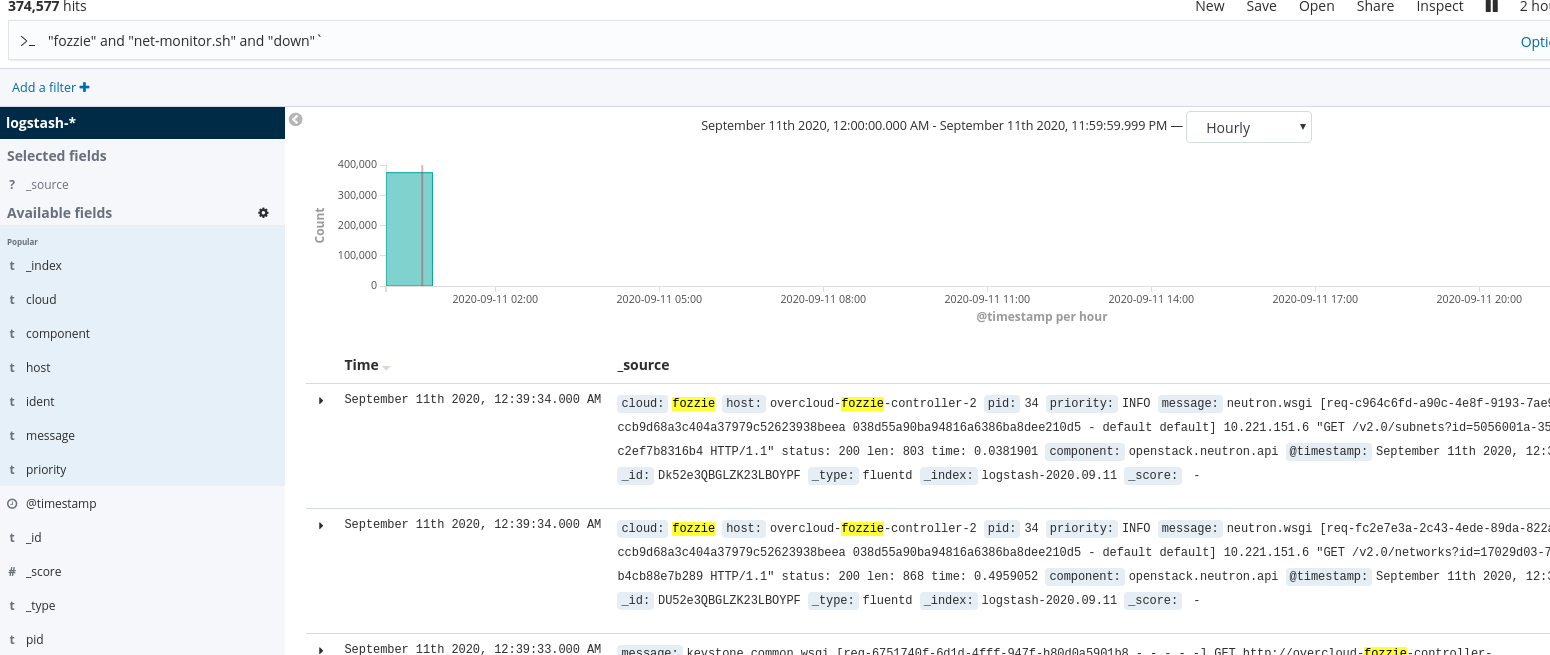 374,577 hits New Save Open Share Inspect
>_ "fozzie" and "net-monitor.sh" and "down"`
Add a filter +
logstash-*
Selected fields
? _source
Available fields
Popular
t _index
t cloud
t component
t host
t ident
t message
t priority
@timestamp
t _id
# _score
t _type
t pid
September 11th 2020, 12:00:00.000 AM - September 11th 2020, 11:59:59.999 PM — Hourly
400,000
300,000
200,000
100,000
0
Count
2020-09-11 02:00 2020-09-11 05:00 2020-09-11 08:00 2020-09-11 11:00 2020-09-11 14:00 2020-09-11 17:00 2020-09-11 20:00
@timestamp per hour
Time _source
September 11th 2020, 12:39:34.000 AM cloud: fozzie host: overcloud-fozzie-controller-2 pid: 34 priority: INFO message: neutron.wsgi [req-c964c6fd-a90c-4e8f-9193-7ae
ccb9d68a3c404a37979c52623938beea 038d55a90ba94816a6386ba8dee210d5 - default default] 10.221.151.6 "GET /v2.0/subnets?id=5056001a-35
c2ef7b8316b4 HTTP/1.1" status: 200 len: 803 time: 0.0381901 component: openstack.neutron.api @timestamp: September 11th 2020, 12:
_id: Dk52e3QBGLZK23LBOYPF _type: fluentd _index: logstash-2020.09.11 _score: -
September 11th 2020, 12:39:34.000 AM cloud: fozzie host: overcloud-fozzie-controller-2 pid: 34 priority: INFO message: neutron.wsgi [req-fc2e7e3a-2c43-4ede-89da-822
ccb9d68a3c404a37979c52623938beea 038d55a90ba94816a6386ba8dee210d5 - default default] 10.221.151.6 "GET /v2.0/networks?id=17029d03-7
b4cb88e7b289 HTTP/1.1" status: 200 len: 868 time: 0.4959052 component: openstack.neutron.api @timestamp: September 11th 2020, 12:
_id: DU52e3QBGLZK23LBOYPF _type: fluentd _index: logstash-2020.09.11 _score: -
September 11th 2020, 12:39:33.000 AM message: keystone.common.wsgi [req-6751740f-6d1d-4fff-947f-b80d0a5901b8 - - - - -] GET http://overcloud-fozzie-controller-